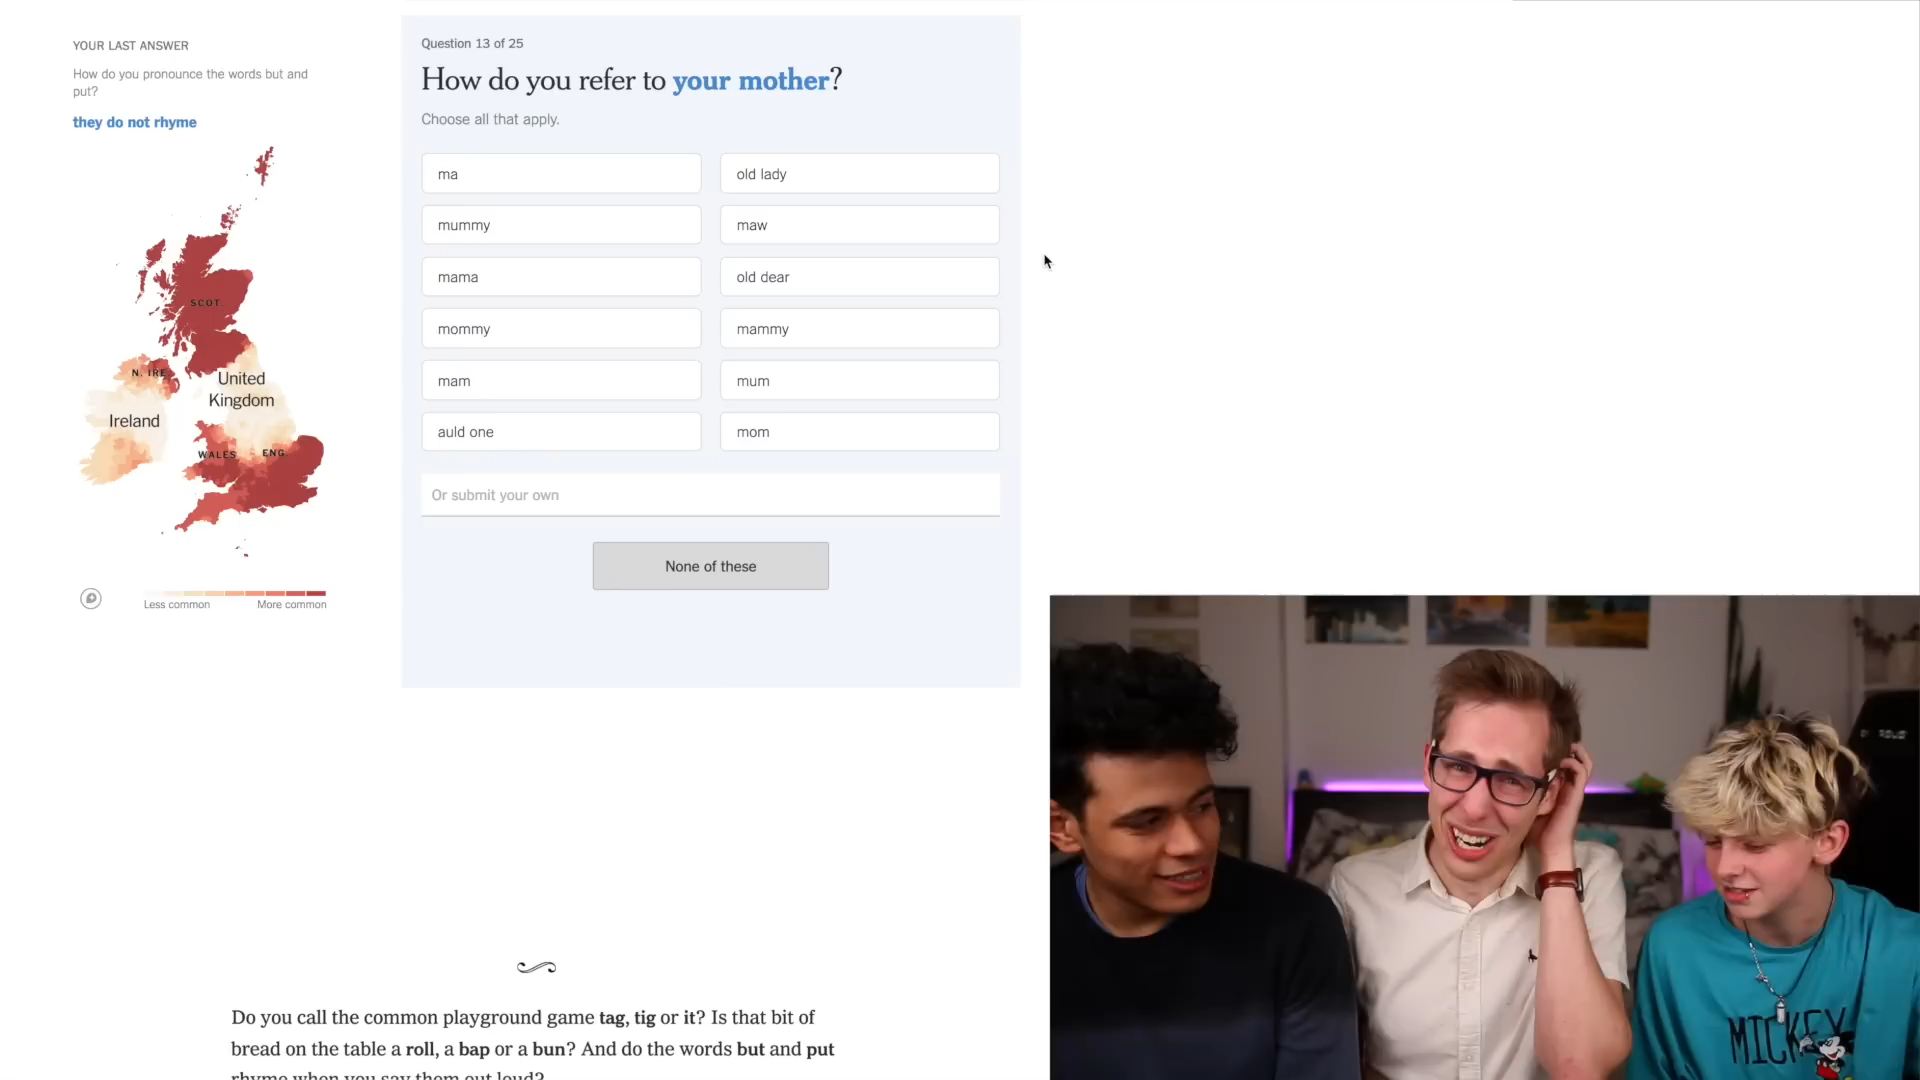 YOUR LAST ANSWER
How do you pronounce the words but and
put?
they do not rhyme
SCOT.
N. IRE.
United
Kingdom
Ireland
WALES
ENG.
Less common
More common
Question 13 of 25
How do you refer to your mother?
Choose all that apply.
ma
old lady
mummy
maw
mama
old dear
mommy
mammy
mam
mum
auld one
mom
Or submit your own
None of these
Do you call the common playground game tag, tig or it? Is that bit of
bread on the table a roll, a bap or a bun? And do the words but and put
rhyme when you say them out loud?
MICKEY